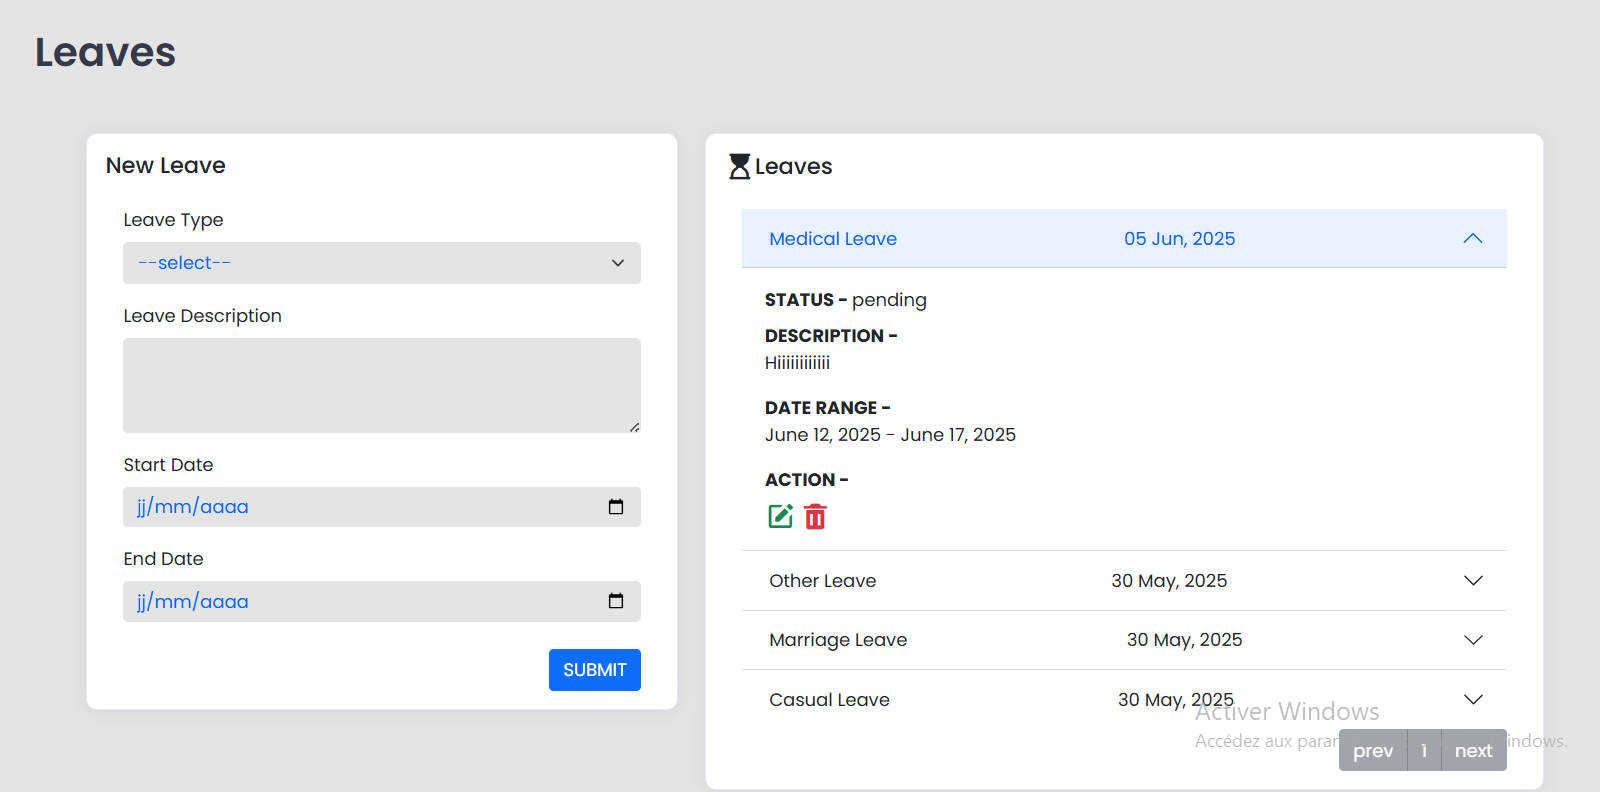 Leaves
New Leave
Leave Type
--select--
Leave Description
Start Date
jj/mm/aaaa
End Date
jj/mm/aaaa
SUBMIT
Leaves
Medical Leave 05 Jun, 2025
STATUS - pending
DESCRIPTION -
Hiiiiiiiiiiii
DATE RANGE -
June 12, 2025 - June 17, 2025
ACTION -
Other Leave 30 May, 2025
Marriage Leave 30 May, 2025
Casual Leave 30 May, 2025
Activer Windows
Accédez aux
prev 1 next